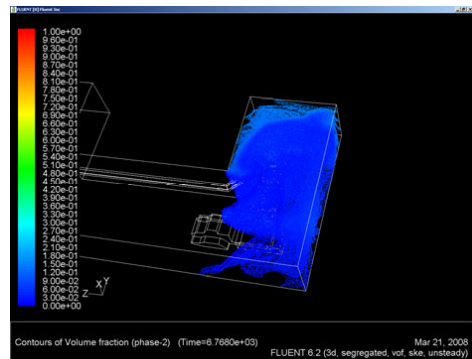 FLUENT [0] Fluent Inc
1.00e+00
9.60e-01
9.30e-01
9.00e-01
8.70e-01
8.40e-01
8.10e-01
7.80e-01
7.50e-01
7.20e-01
6.90e-01
6.60e-01
6.30e-01
6.00e-01
5.70e-01
5.40e-01
5.10e-01
4.80e-01
4.50e-01
4.20e-01
3.90e-01
3.60e-01
3.30e-01
3.00e-01
2.70e-01
2.40e-01
2.10e-01
1.80e-01
1.50e-01
1.20e-01
9.00e-02
6.00e-02
3.00e-02
0.00e+00
Y
X
Z
Contours of Volume fraction (phase-2) (Time=6.7680e+03)
Mar 21, 2008
FLUENT 6.2 (3d, segregated, vof, ske, unsteady)